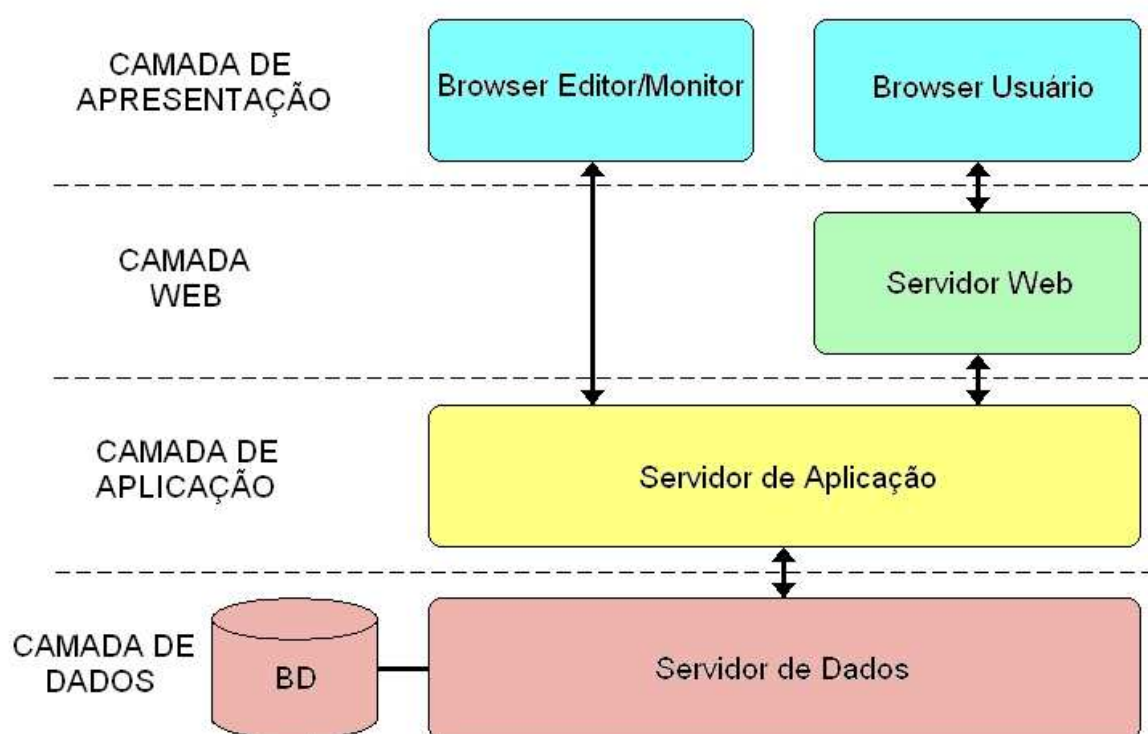 CAMADA DE
APRESENTAÇÃO
Browser Editor/Monitor
Browser Usuário
CAMADA
WEB
Servidor Web
CAMADA DE
APLICAÇÃO
Servidor de Aplicação
CAMADA DE
DADOS
BD
Servidor de Dados